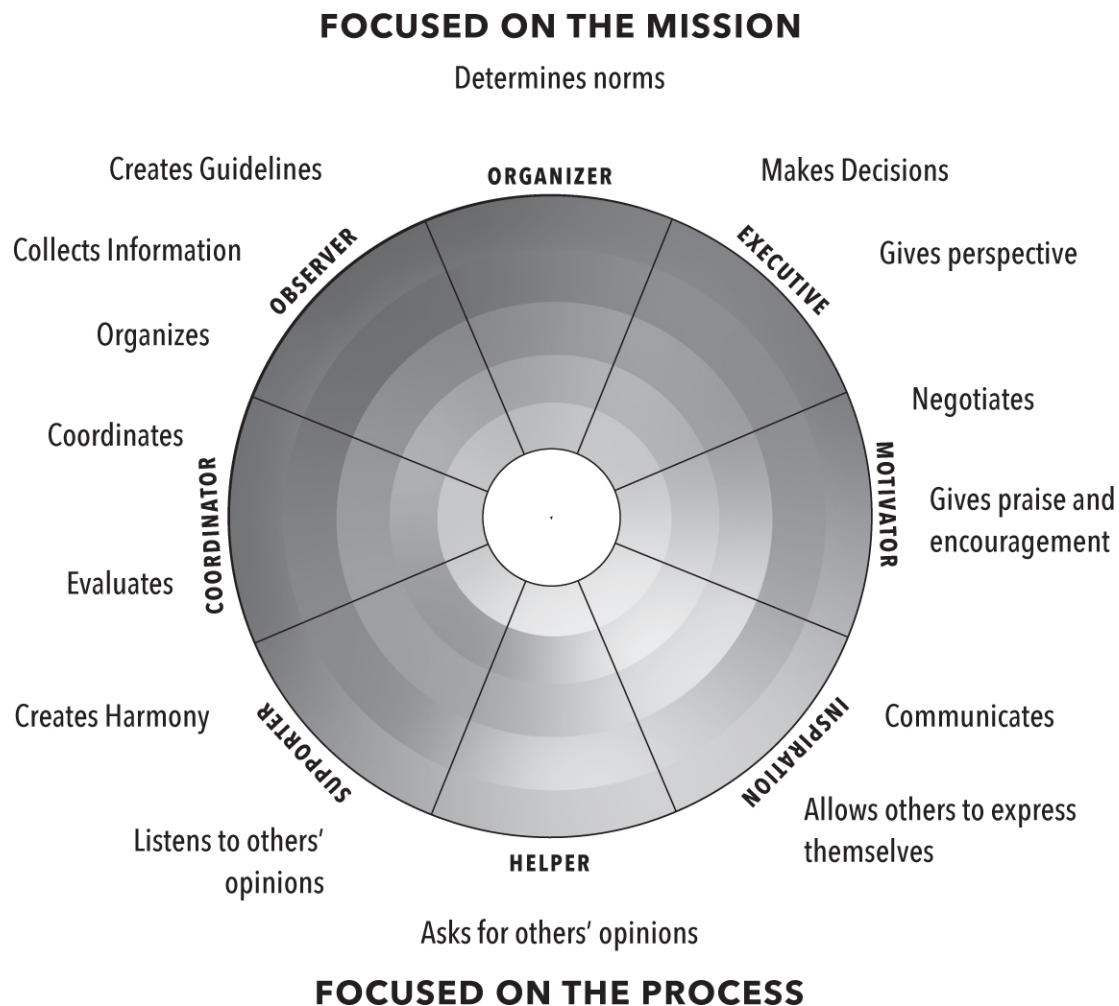 FOCUSED ON THE MISSION
Determines norms
Creates Guidelines
ORGANIZER
Makes Decisions
Collects Information
OBSERVER
EXECUTIVE
Gives perspective
Organizes
Negotiates
Coordinates
COORDINATOR
MOTIVATOR
Gives praise and
encouragement
Evaluates
Creates Harmony
SUPPORTER
INSPIRATION
Communicates
Allows others to express
themselves
Listens to others'
opinions
HELPER
Asks for others' opinions
FOCUSED ON THE PROCESS